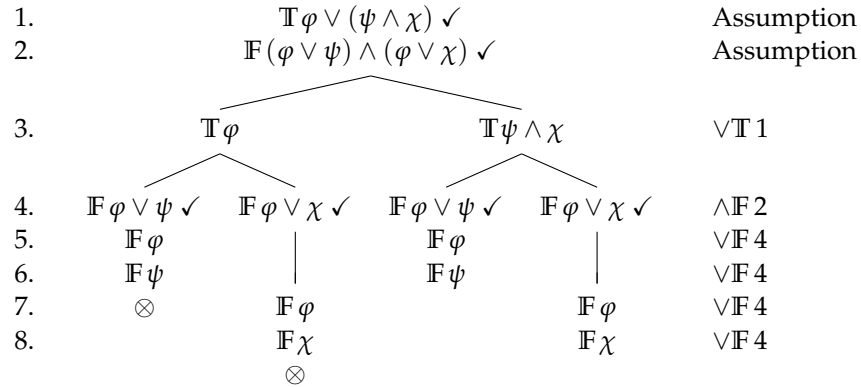 1. 𝕋φ ∨ (ψ ∧ χ) ✓ Assumption
2. 𝔽(φ ∨ ψ) ∧ (φ ∨ χ) ✓ Assumption
3. 𝕋φ 𝕋ψ ∧ χ ∨𝕋 1
4. 𝔽φ ∨ ψ ✓ 𝔽φ ∨ χ ✓ 𝔽φ ∨ ψ ✓ 𝔽φ ∨ χ ✓ ∧𝔽 2
5. 𝔽φ 𝔽φ ∨𝔽 4
6. 𝔽ψ 𝔽ψ ∨𝔽 4
7. ⊗ 𝔽φ 𝔽φ ∨𝔽 4
8. 𝔽χ 𝔽χ ∨𝔽 4
⊗